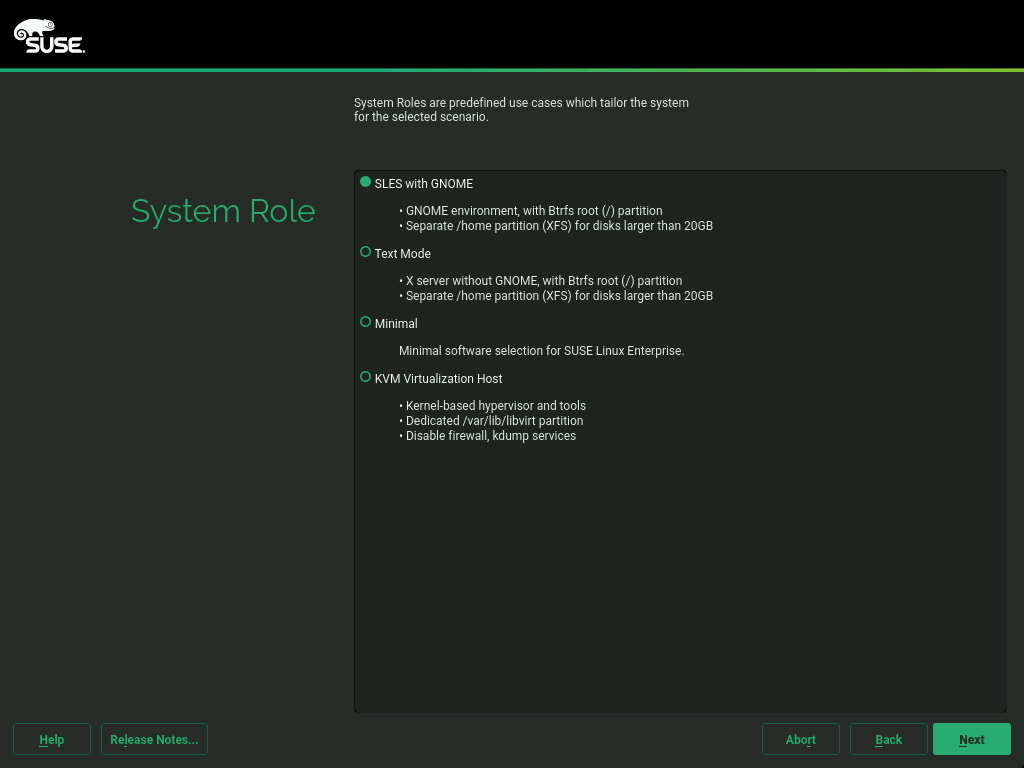 SUSE.
System Roles are predefined use cases which tailor the system
for the selected scenario.
System Role
SLES with GNOME
• GNOME environment, with Btrfs root (/) partition
• Separate /home partition (XFS) for disks larger than 20GB
Text Mode
• X server without GNOME, with Btrfs root (/) partition
• Separate /home partition (XFS) for disks larger than 20GB
Minimal
Minimal software selection for SUSE Linux Enterprise.
KVM Virtualization Host
• Kernel-based hypervisor and tools
• Dedicated /var/lib/libvirt partition
• Disable firewall, kdump services
Help Release Notes... Abort Back Next